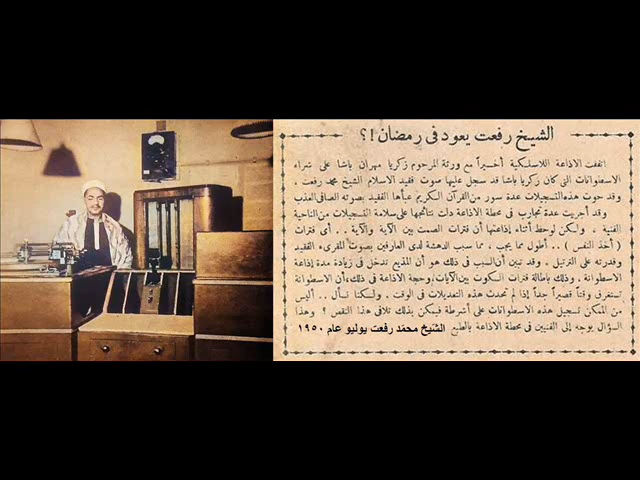 الشيخ رفعت يعود فى رمضان !؟
اتفقت الاذاعة اللاسلكية أخيراً مع ورثة المرحوم زكريا مهران باشا على شراء
الاسطوانات التى كان زكريا باشا قد سجل عليها صوت فقيد الاسلام الشيخ محمد رفعت ،
وقد حوت هذه التسجيلات عدة سور من القرآن الكريم عبأها الفقيد بصوته الصافى العذب
وقد أجريت عدة تجارب فى محطة الاذاعة دلت نتائجها على سلامة التسجيلات من الناحية
الفنية ، ولكن لوحظ أثناء إذاعتها أن فترات الصمت بين الآية والآية . . أى فترات
( أخذ النفس ) . . أطول مما يجب ، مما سبب الدهشة لدى العارفين بصوت المقرىء الفقيد
وقدرته على الترتيل . وقد تبين أن السبب فى ذلك هو أن المذيع تدخل فى زيادة مدة إذاعة
الاسطوانة ، وذلك باطالة فترات السكوت بين الآيات، وحجة الاذاعة فى ذلك، أن الاسطوانة
تستغرق وقتاً قصيراً جداً إذا لم تحدث هذه التعديلات فى الوقت . ولكننا نسأل . . أليس
من الممكن تسجيل هذه الاسطوانات على أشرطة فيمكن بذلك تلافى هذا النقص ؟ وهذا
السؤال يوجه إلى الفنيين فى محطة الاذاعة بالطبع الشيخ محمد رفعت يوليو عام ١٩٥٠